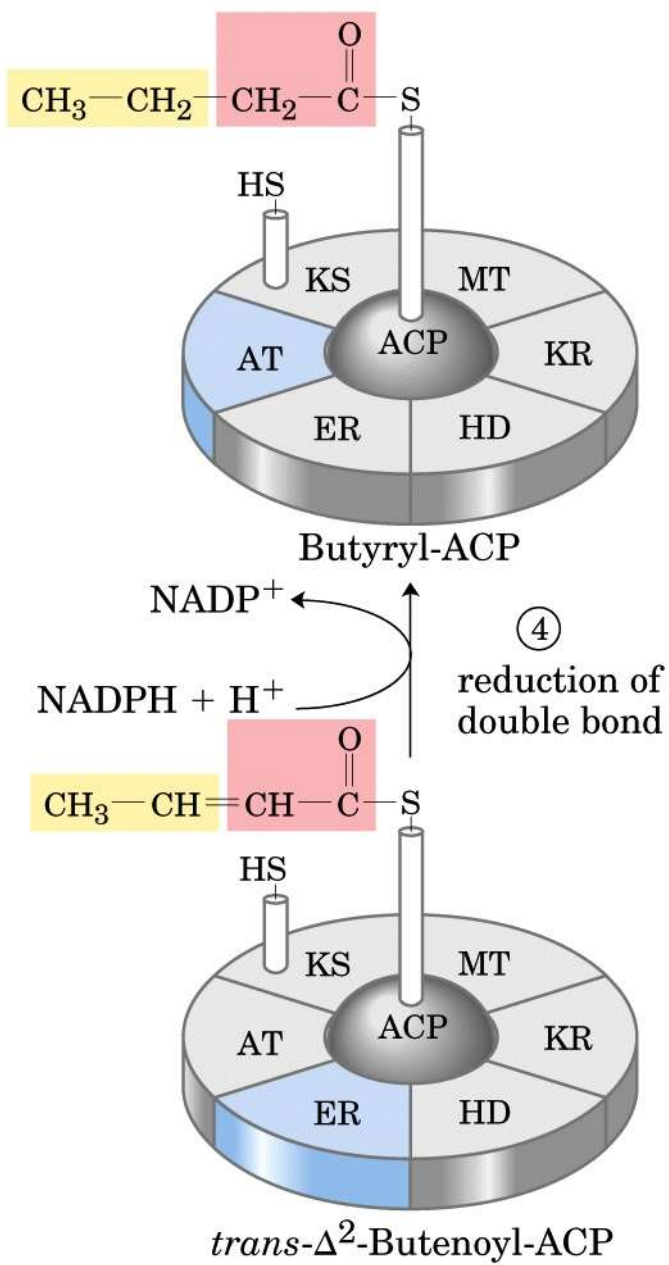 O
CH₃—CH₂—CH₂—C—S
HS
KS
MT
AT
ACP
KR
ER
HD
Butyryl-ACP
NADP⁺
④
NADPH + H⁺
reduction of
double bond
O
CH₃—CH=CH—C—S
HS
KS
MT
AT
ACP
KR
ER
HD
trans-Δ²-Butenoyl-ACP